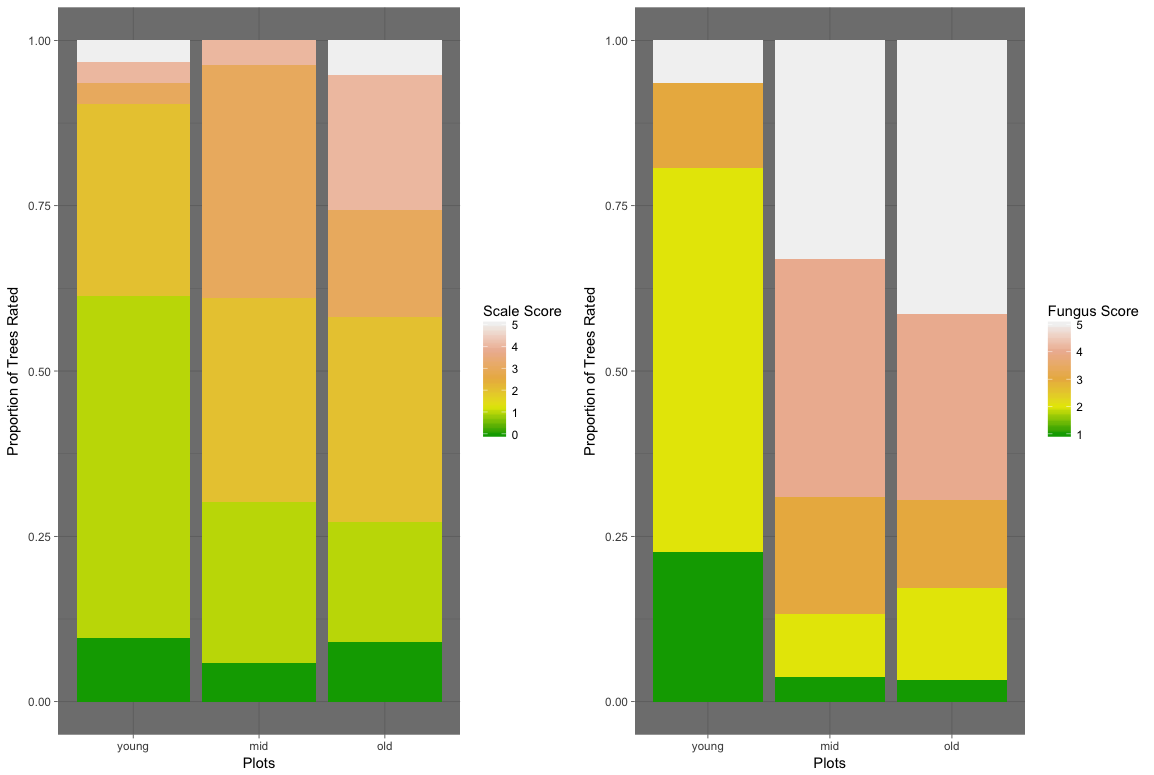 Proportion of Trees Rated
1.00
0.75
0.50
0.25
0.00
young mid old
Plots
Scale Score
5
4
3
2
1
0
Proportion of Trees Rated
1.00
0.75
0.50
0.25
0.00
young mid old
Plots
Fungus Score
5
4
3
2
1